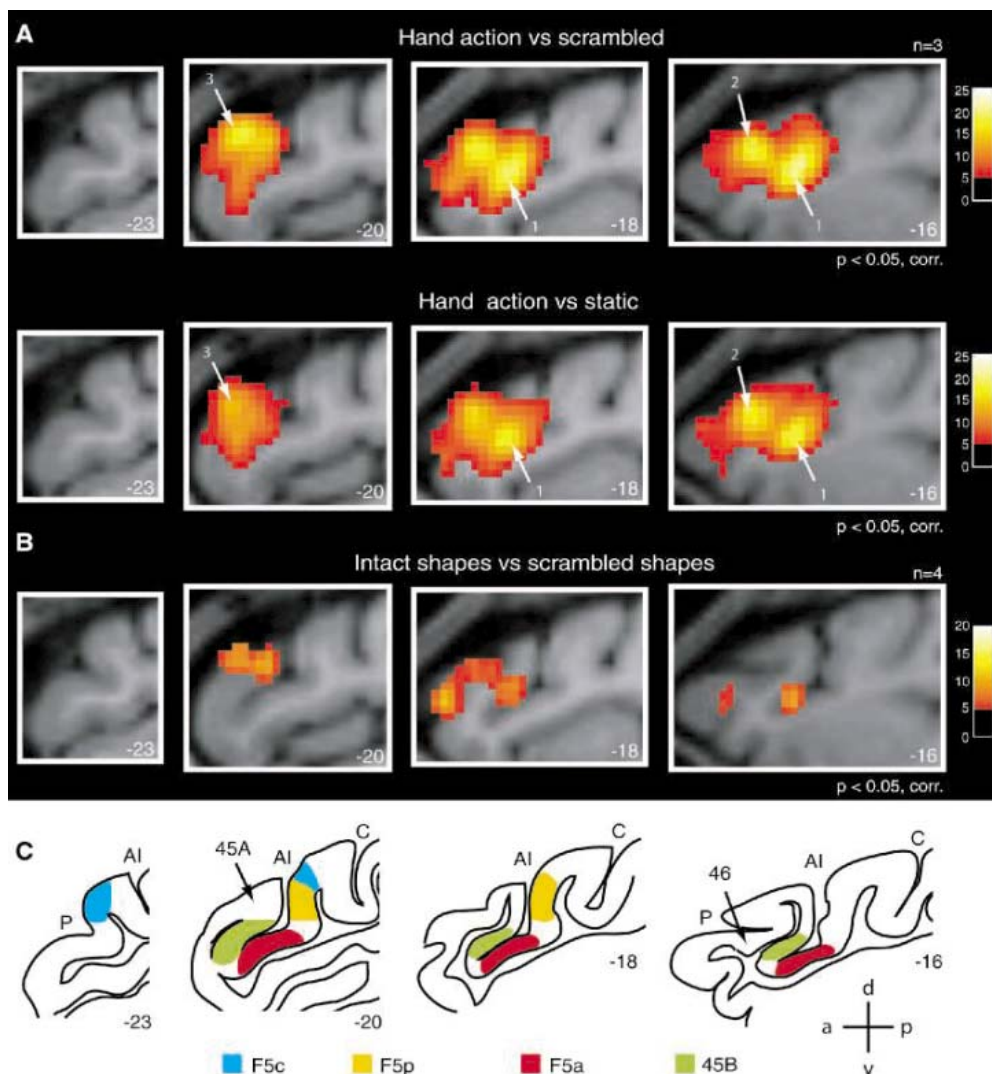 A
Hand action vs scrambled
n=3
3
2
25
20
15
10
5
0
1
1
-23
-20
-18
-16
p < 0.05, corr.
Hand action vs static
3
2
25
20
15
10
5
0
1
1
-23
-20
-18
-16
p < 0.05, corr.
B
Intact shapes vs scrambled shapes
n=4
20
15
10
5
0
-23
-20
-18
-16
p < 0.05, corr.
C
AI
P
-23
45A
AI
C
-20
AI
C
-18
46
P
AI
C
-16
d
a
p
v
F5c
F5p
F5a
45B